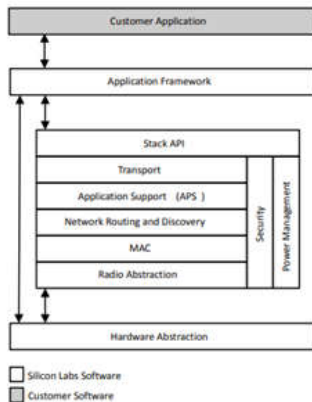 Customer Application
Application Framework
Stack API
Transport
Application Support (APS )
Network Routing and Discovery
MAC
Radio Abstraction
Security
Power Management
Hardware Abstraction
Silicon Labs Software
Customer Software